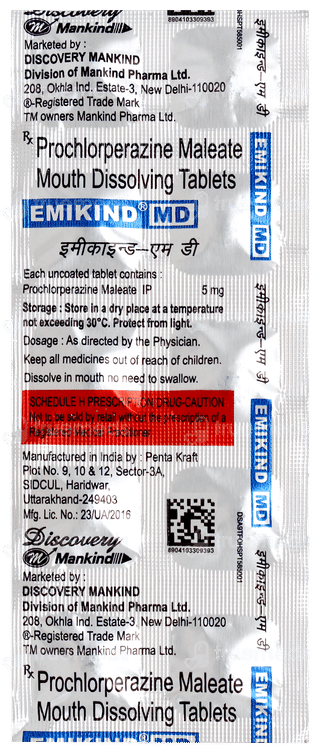 Discovery
Mankind
Marketed by :
DISCOVERY MANKIND
Division of Mankind Pharma Ltd.
208, Okhla Ind. Estate-3, New Delhi-110020
®-Registered Trade Mark
TM owners Mankind Pharma Ltd.
Rx Prochlorperazine Maleate
Mouth Dissolving Tablets
EMIKIND® MD
इमीकाइन्ड–एम डी
Each uncoated tablet contains :
Prochlorperazine Maleate IP 5 mg
Storage : Store in a dry place at a temperature
not exceeding 30°C. Protect from light.
Dosage : As directed by the Physician.
Keep all medicines out of reach of children.
Dissolve in mouth no need to swallow.
SCHEDULE H PRESCRIPTION DRUG-CAUTION
Not to be sold by retail without the prescription of a
Registered Medical Practitioner.
Manufactured in India by : Penta Kraft
Plot No. 9, 10 & 12, Sector-3A,
SIDCUL, Haridwar,
Uttarakhand-249403
Mfg. Lic. No.: 23/UA/2016
8904103309393
Discovery
Mankind
Marketed by :
DISCOVERY MANKIND
Division of Mankind Pharma Ltd.
208, Okhla Ind. Estate-3, New Delhi-110020
®-Registered Trade Mark
TM owners Mankind Pharma Ltd.
Rx Prochlorperazine Maleate
Mouth Dissolving Tablets
EMIKIND® MD
8904103309393
इमीकाइन्ड–एम डी
EMIKIND MD
इमीकाइन्ड–एम डी
EMIKIND MD
इमीकाइन्ड–एम डी
EMIKIND